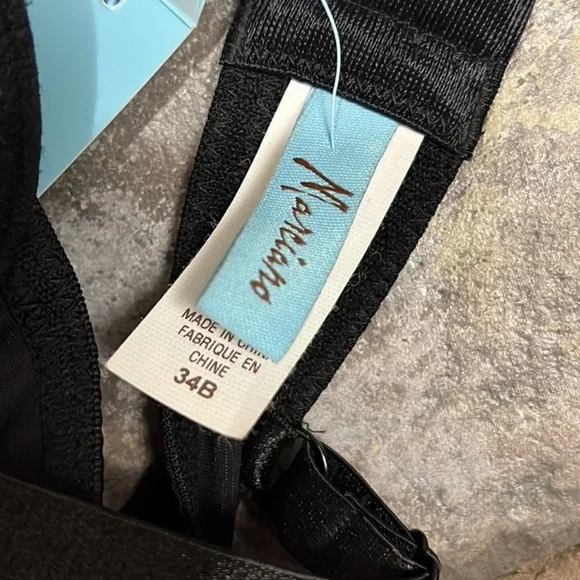 Marciano
MADE IN CHINA
FABRIQUE EN
CHINE
34B